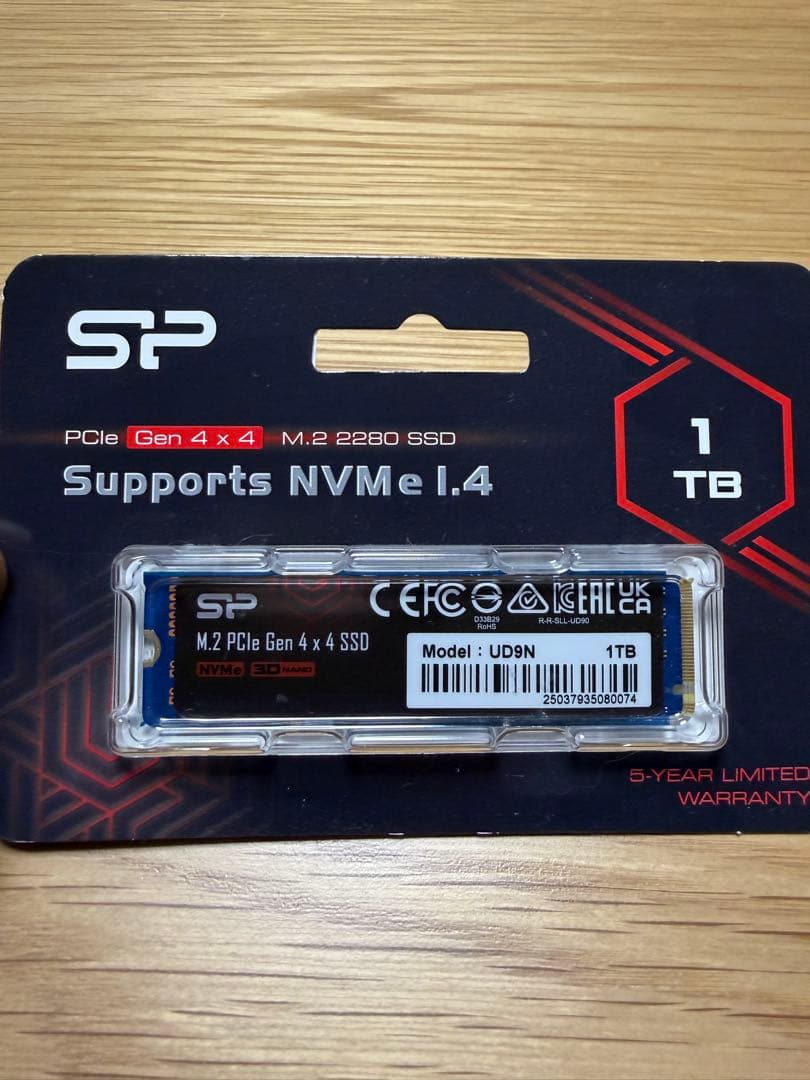 SP
PCIe Gen 4 x 4 M.2 2280 SSD
Supports NVMe 1.4
1
TB
SP
M.2 PCIe Gen 4 x 4 SSD
NVMe 3D NAND
CE FC KC EAC UK CA
D33B29
RoHS
R-R-SLL-UD90
Model : UD9N 1TB
25037935080074
5-YEAR LIMITED
WARRANTY